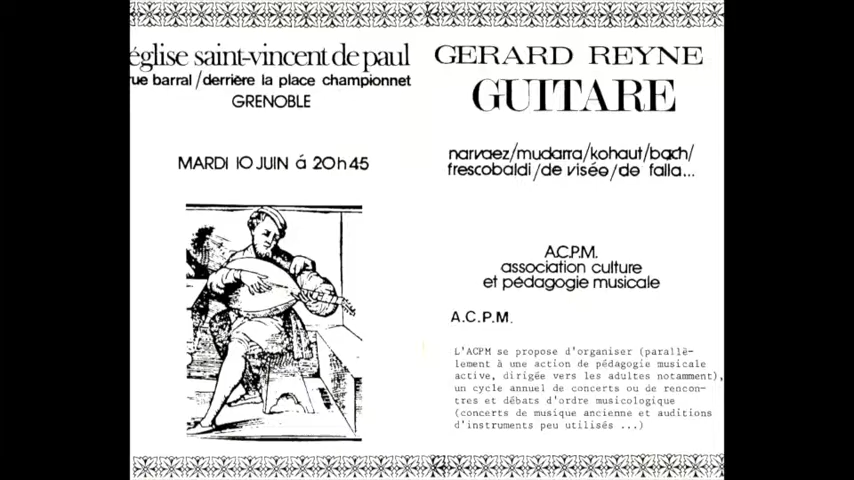 église saint-vincent de paul
rue barral/derrière la place championnet
GRENOBLE
MARDI 10 JUIN á 20h45
GERARD REYNE
GUITARE
narvaez/mudarra/kohaut/bach/
frescobaldi/de visée/de falla...
A.C.P.M.
association culture
et pédagogie musicale
A.C.P.M.
L'ACPM se propose d'organiser (parallè-
lement à une action de pédagogie musicale
active, dirigée vers les adultes notamment),
un cycle annuel de concerts ou de rencon-
tres et débats d'ordre musicologique
(concerts de musique ancienne et auditions
d'instruments peu utilisés ...)